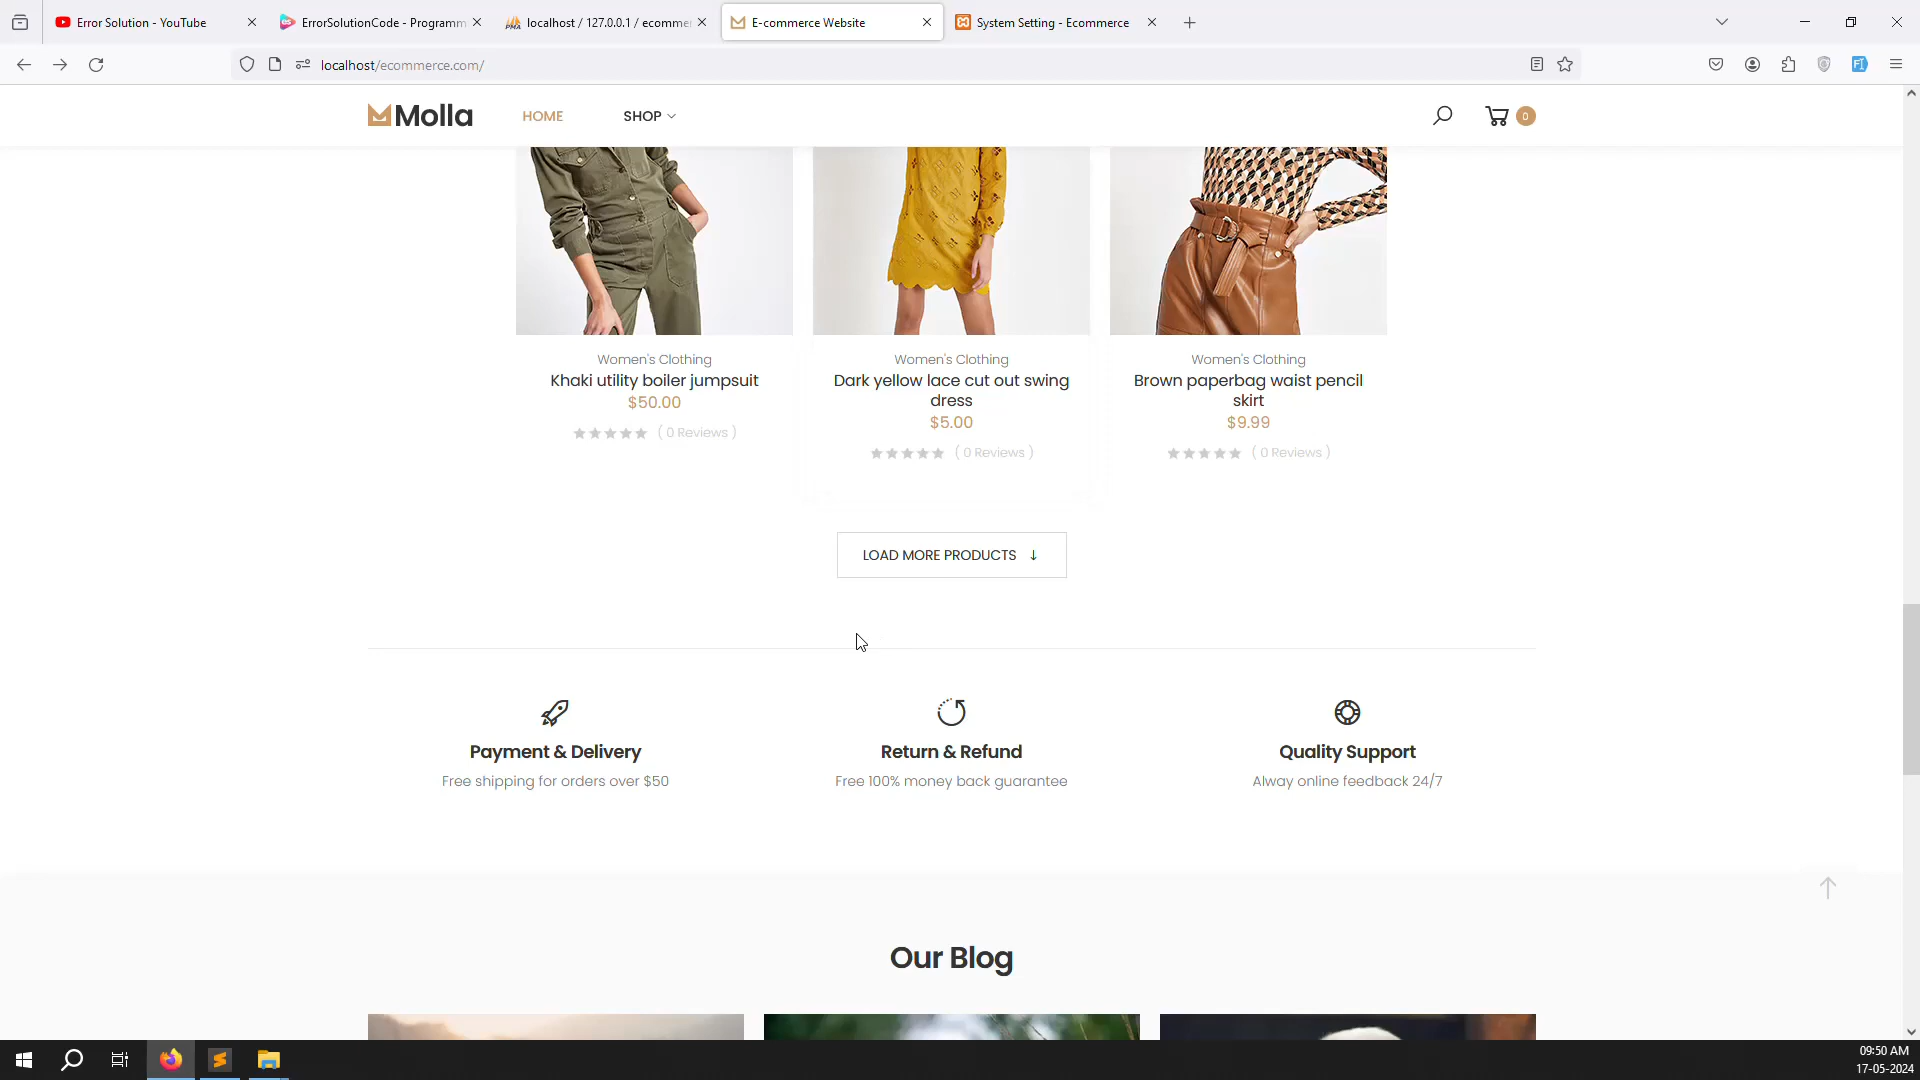 Error Solution - YouTube
ErrorSolutionCode - Programm
localhost / 127.0.0.1 / ecommer
E-commerce Website
System Setting - Ecommerce
localhost/ecommerce.com/
Molla
HOME
SHOP
0
Women's Clothing
Khaki utility boiler jumpsuit
$50.00
( 0 Reviews )
Women's Clothing
Dark yellow lace cut out swing
dress
$5.00
( 0 Reviews )
Women's Clothing
Brown paperbag waist pencil
skirt
$9.99
( 0 Reviews )
LOAD MORE PRODUCTS
Payment & Delivery
Free shipping for orders over $50
Return & Refund
Free 100% money back guarantee
Quality Support
Alway online feedback 24/7
Our Blog
09:50 AM
17-05-2024